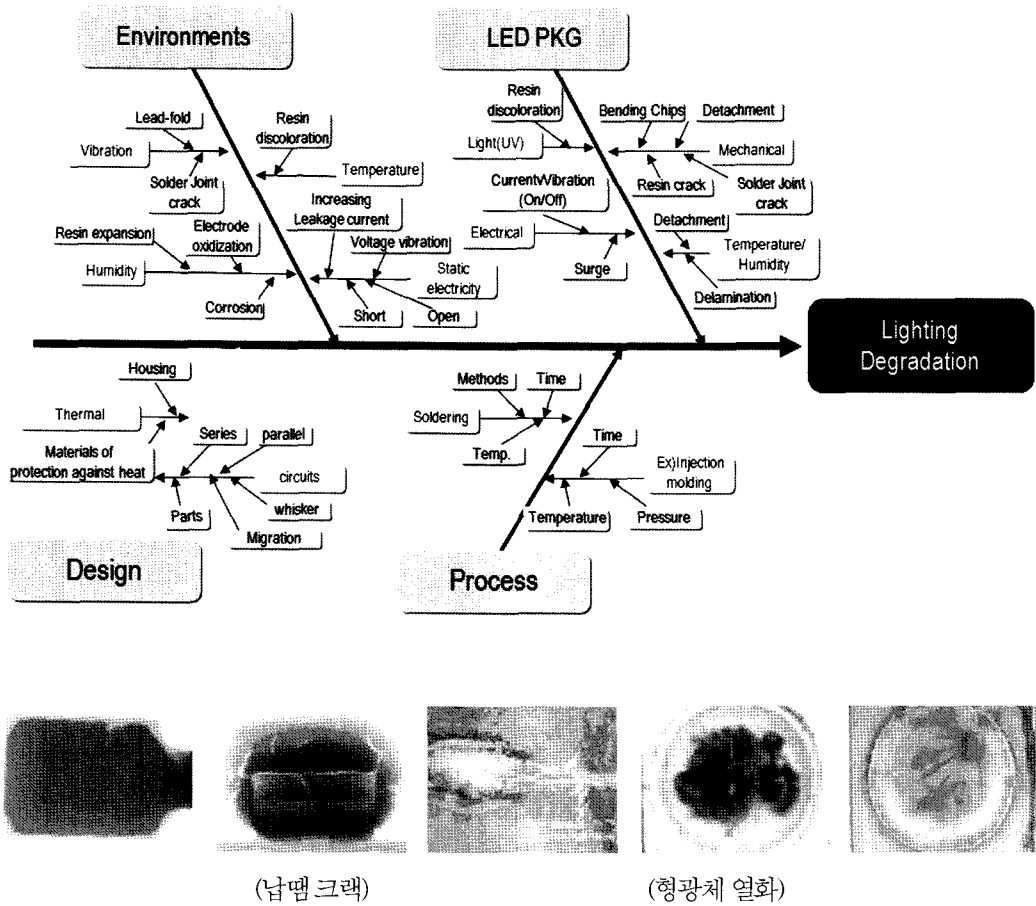 Environments
LED PKG
Lead-fold
Vibration
Solder Joint
crack
Resin
discoloration
Temperature
Resin expansion
Electrode
oxidization
Humidity
Corrosion
Increasing
Leakage current
Voltage vibration
Static
electricity
Short
Open
Resin
discoloration
Light(UV)
Bending Chips
Detachment
Mechanical
Resin crack
Solder Joint
crack
Current/Vibration
(On/Off)
Electrical
Surge
Detachment
Temperature/
Humidity
Delamination
Lighting
Degradation
Housing
Thermal
Materials of
protection against heat
Series
parallel
circuits
Parts
whisker
Migration
Design
Methods
Time
Soldering
Temp.
Time
Ex)Injection
molding
Temperature
Pressure
Process
(납땜 크랙)
(형광체 열화)